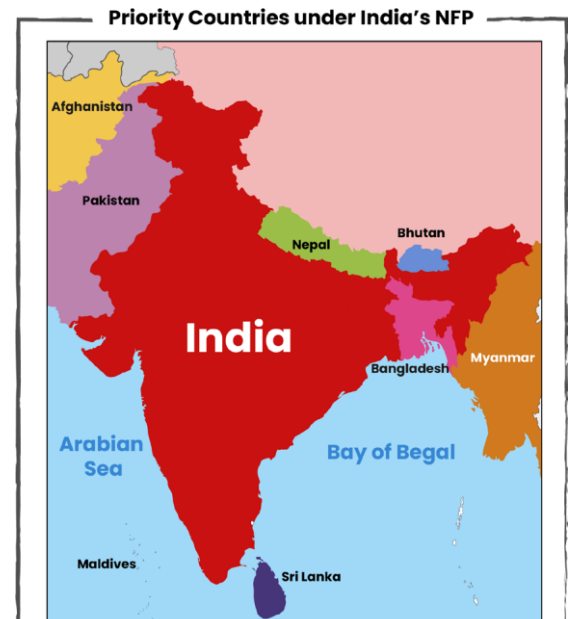 Priority Countries under India's NFP
Afghanistan
Pakistan
Nepal
Bhutan
India
Bangladesh
Myanmar
Arabian
Sea
Bay of Begal
Maldives
Sri Lanka